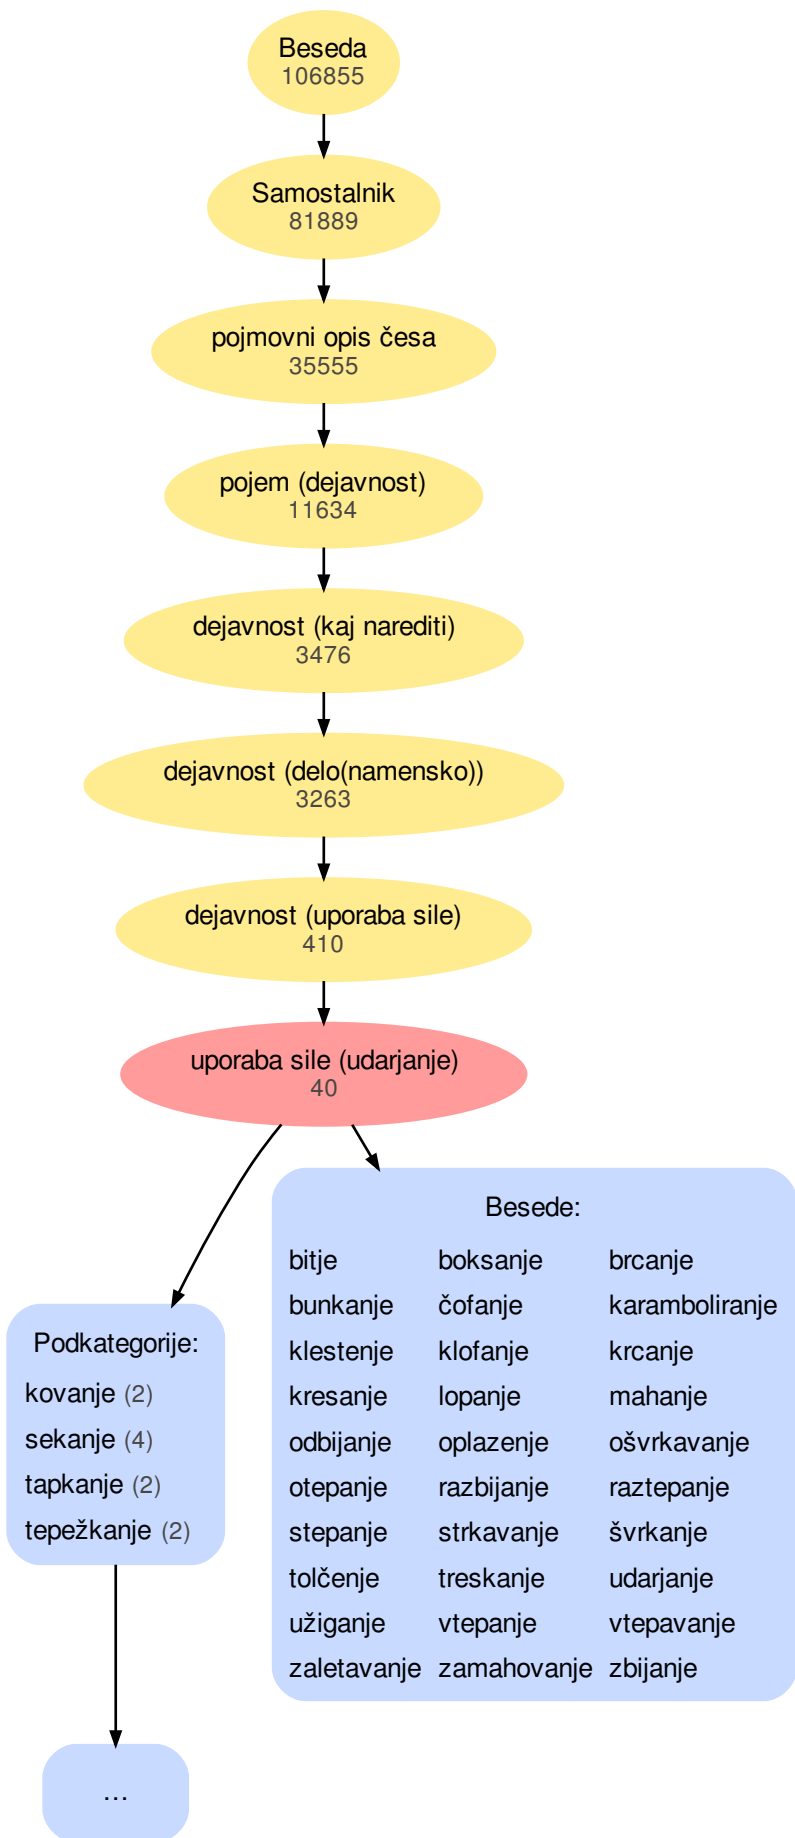 Beseda
106855
Samostalnik
81889
pojmovni opis česa
35555
pojem (dejavnost)
11634
dejavnost (kaj narediti)
3476
dejavnost (delo(namensko))
3263
dejavnost (uporaba sile)
410
uporaba sile (udarjanje)
40
Besede:
bitje boksanje brcanje
bunkanje čofanje karamboliranje
klestenje klofanje krcanje
kresanje lopanje mahanje
odbijanje oplazenje ošvrkavanje
otepanje razbijanje raztepanje
stepanje strkavanje švrkanje
tolčenje treskanje udarjanje
užiganje vtepanje vtepavanje
zaletavanje zamahovanje zbijanje
Podkategorije:
kovanje (2)
sekanje (4)
tapkanje (2)
tepežkanje (2)
...